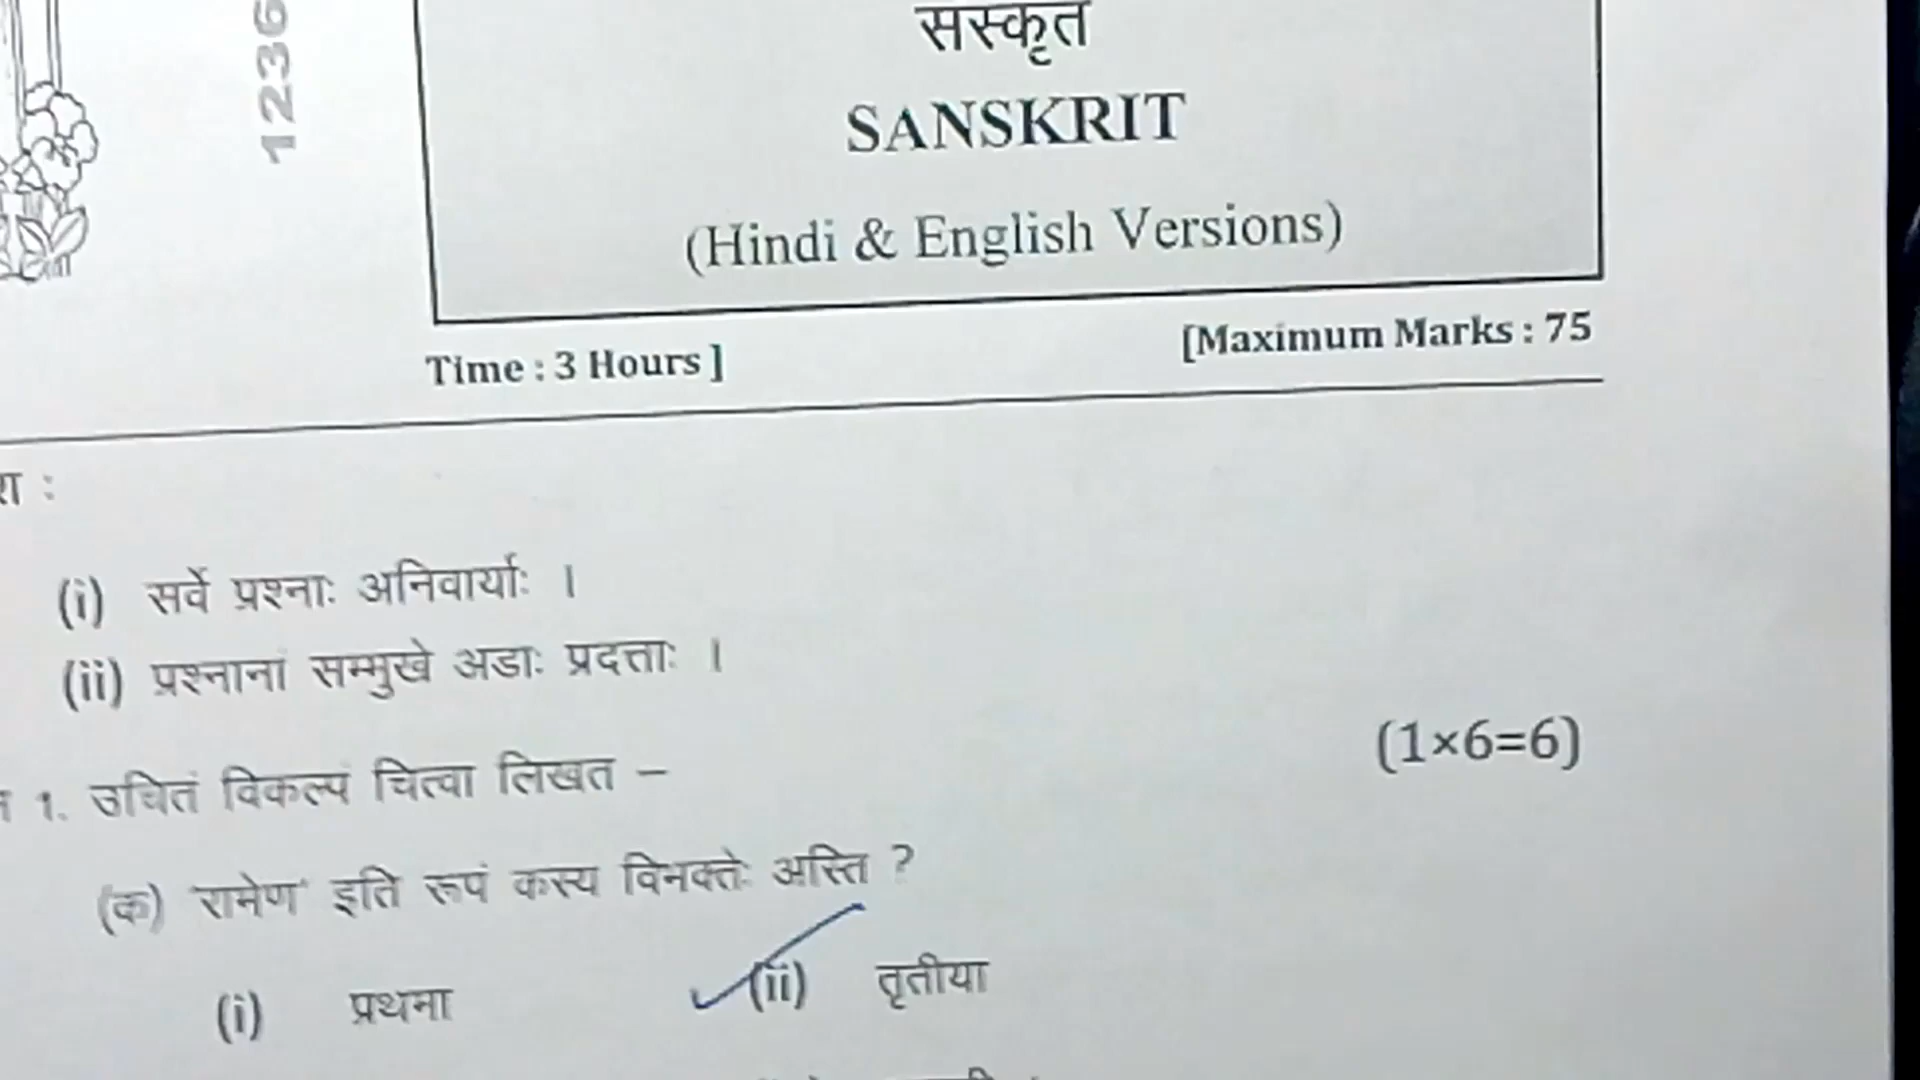 1236
संस्कृत
SANSKRIT
(Hindi & English Versions)
Time : 3 Hours ]
[Maximum Marks : 75
(i) सर्वे प्रश्नाः अनिवार्याः ।
(ii) प्रश्नानां सम्मुखे अडाः प्रदत्ताः ।
1. उचितं विकल्पं चित्वा लिखत –
(1×6=6)
(क) 'रामेण' इति रूपं कस्य विभक्तेः अस्ति ?
(i) प्रथमा
(ii) तृतीया